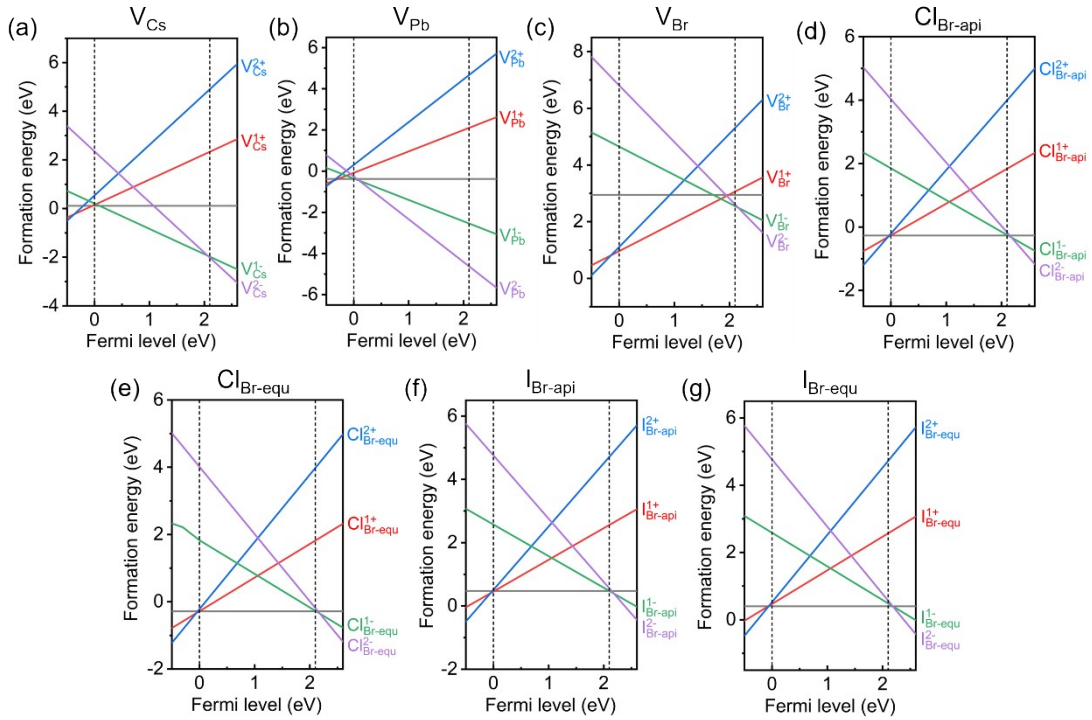 V_Cs
(a)
Formation energy (eV)
6
4
2
0
-2
-4
0
1
2
Fermi level (eV)
V_Cs^2+
V_Cs^1+
V_Cs^1-
V_Cs^2-
V_Pb
(b)
Formation energy (eV)
6
4
2
0
-2
-4
-6
0
1
2
Fermi level (eV)
V_Pb^2+
V_Pb^1+
V_Pb^1-
V_Pb^2-
V_Br
(c)
Formation energy (eV)
8
6
4
2
0
0
1
2
Fermi level (eV)
V_Br^2+
V_Br^1+
V_Br^1-
V_Br^2-
Cl_Br-api
(d)
Formation energy (eV)
6
4
2
0
-2
0
1
2
Fermi level (eV)
Cl_Br-api^2+
Cl_Br-api^1+
Cl_Br-api^1-
Cl_Br-api^2-
Cl_Br-equ
(e)
Formation energy (eV)
6
4
2
0
-2
0
1
2
Fermi level (eV)
Cl_Br-equ^2+
Cl_Br-equ^1+
Cl_Br-equ^1-
Cl_Br-equ^2-
I_Br-api
(f)
Formation energy (eV)
6
4
2
0
-2
0
1
2
Fermi level (eV)
I_Br-api^2+
I_Br-api^1+
I_Br-api^1-
I_Br-api^2-
I_Br-equ
(g)
Formation energy (eV)
6
4
2
0
0
1
2
Fermi level (eV)
I_Br-equ^2+
I_Br-equ^1+
I_Br-equ^1-
I_Br-equ^2-